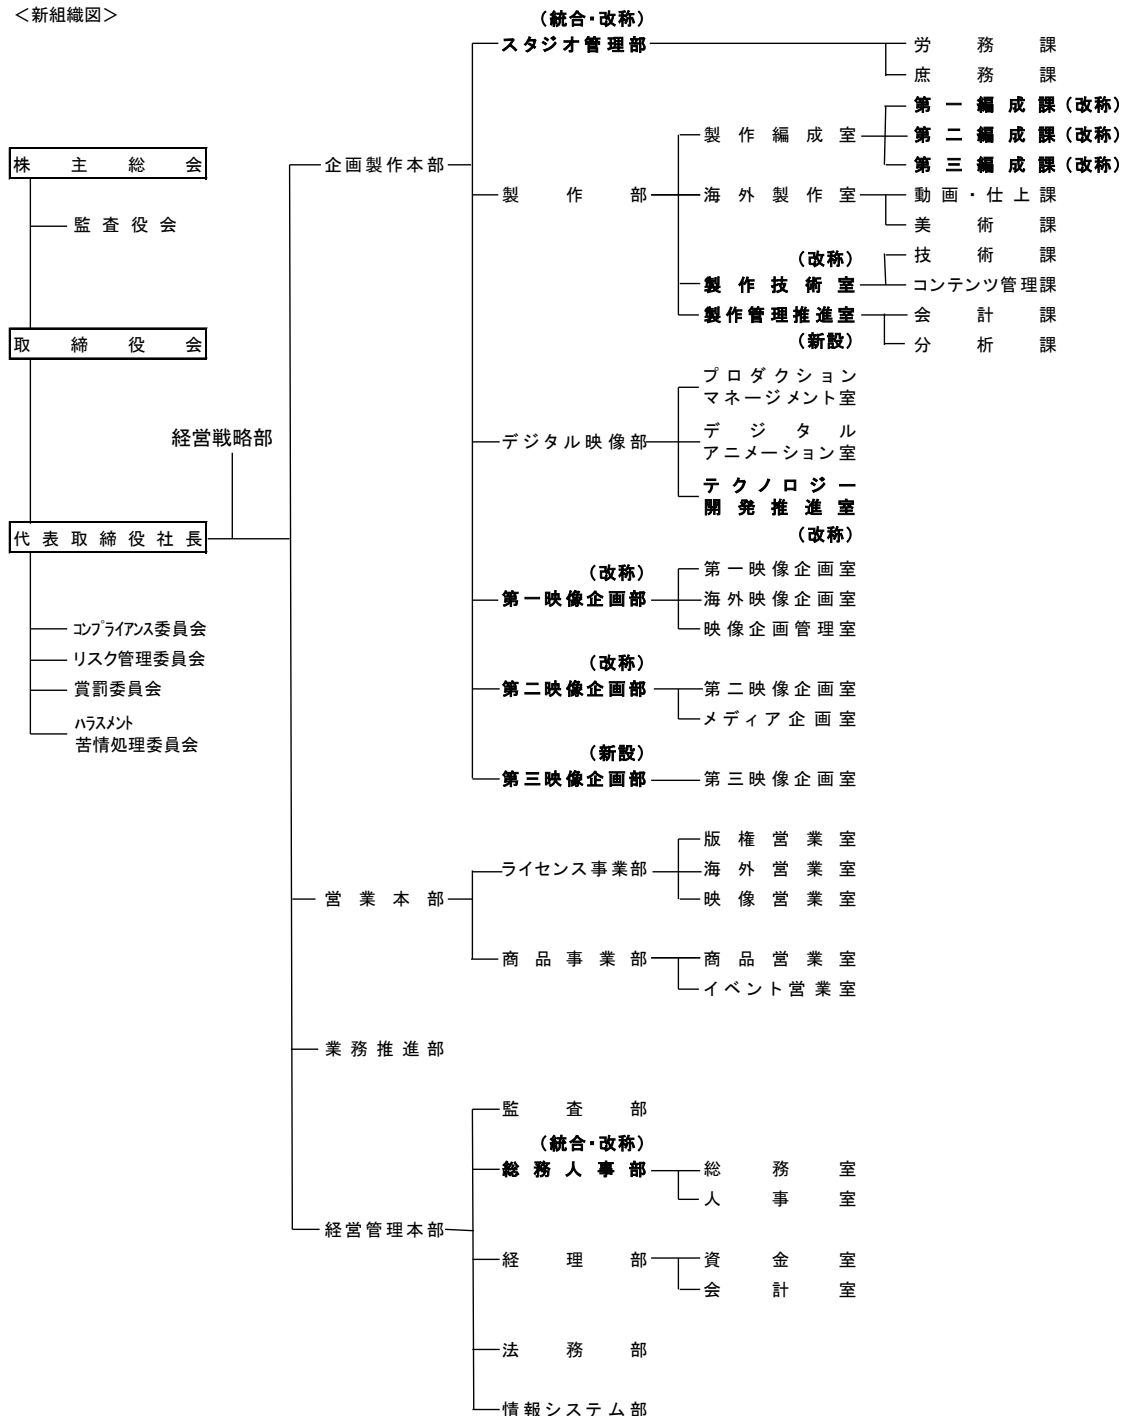 ＜新組織図＞
（統合・改称）
スタジオ管理部
労務課
庶務課
第一編成課（改称）
製作編成室
第二編成課（改称）
株主総会
企画製作本部
第三編成課（改称）
製作部
海外製作室
動画・仕上課
監査役会
美術課
（改称）
技術課
製作技術室
コンテンツ管理課
製作管理推進室
会計課
取締役会
（新設）
分析課
プロダクション
マネージメント室
経営戦略部
デジタル映像部
デジタル
アニメーション室
テクノロジー
開発推進室
代表取締役社長
（改称）
（改称）
第一映像企画部
第一映像企画室
海外映像企画室
コンプライアンス委員会
映像企画管理室
リスク管理委員会
（改称）
賞罰委員会
第二映像企画部
第二映像企画室
ハラスメント
苦情処理委員会
メディア企画室
（新設）
第三映像企画部
第三映像企画室
版権営業室
ライセンス事業部
海外営業室
営業本部
映像営業室
商品事業部
商品営業室
イベント営業室
業務推進部
監査部
（統合・改称）
総務人事部
総務室
人事室
経営管理本部
経理部
資金室
会計室
法務部
情報システム部